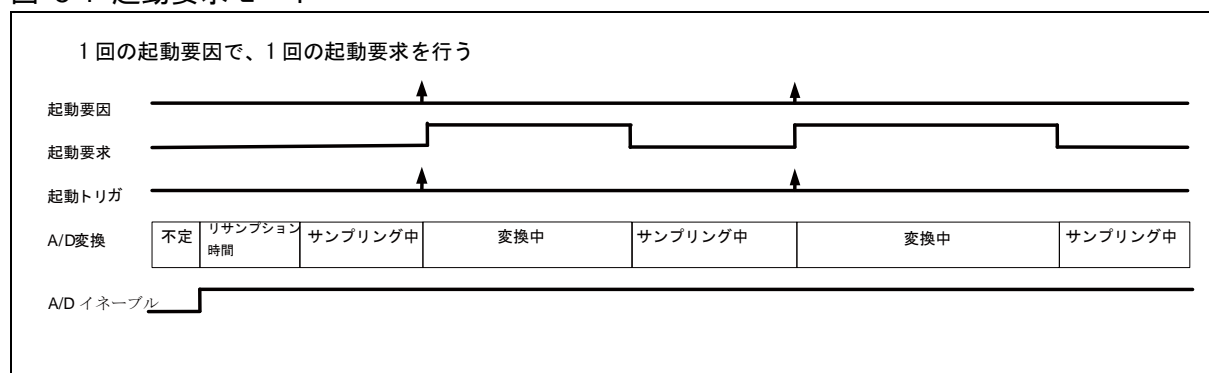 1回の起動要因で、1回の起動要求を行う
起動要因
起動要求
起動トリガ
A/D変換
不定
リサンプション
時間
サンプリング中
変換中
サンプリング中
変換中
サンプリング中
A/D イネーブル